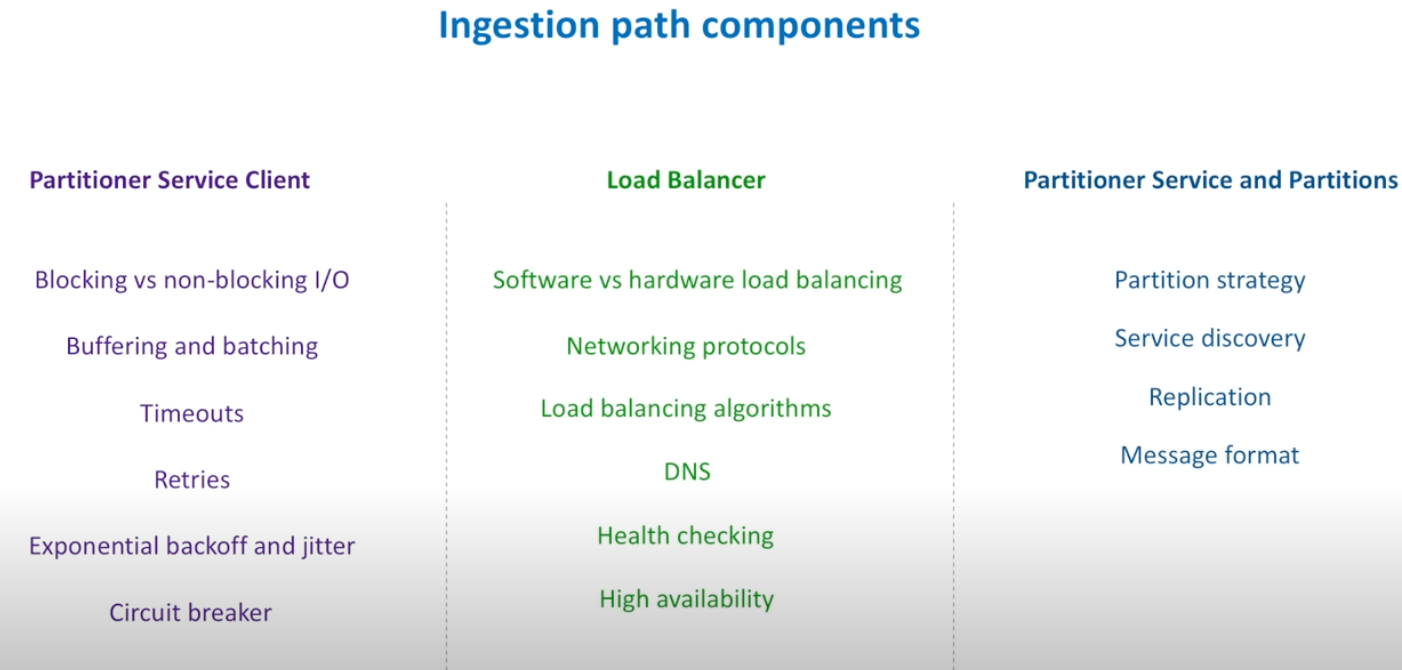 Ingestion path components
Partitioner Service Client
Blocking vs non-blocking I/O
Buffering and batching
Timeouts
Retries
Exponential backoff and jitter
Circuit breaker
Load Balancer
Software vs hardware load balancing
Networking protocols
Load balancing algorithms
DNS
Health checking
High availability
Partitioner Service and Partitions
Partition strategy
Service discovery
Replication
Message format